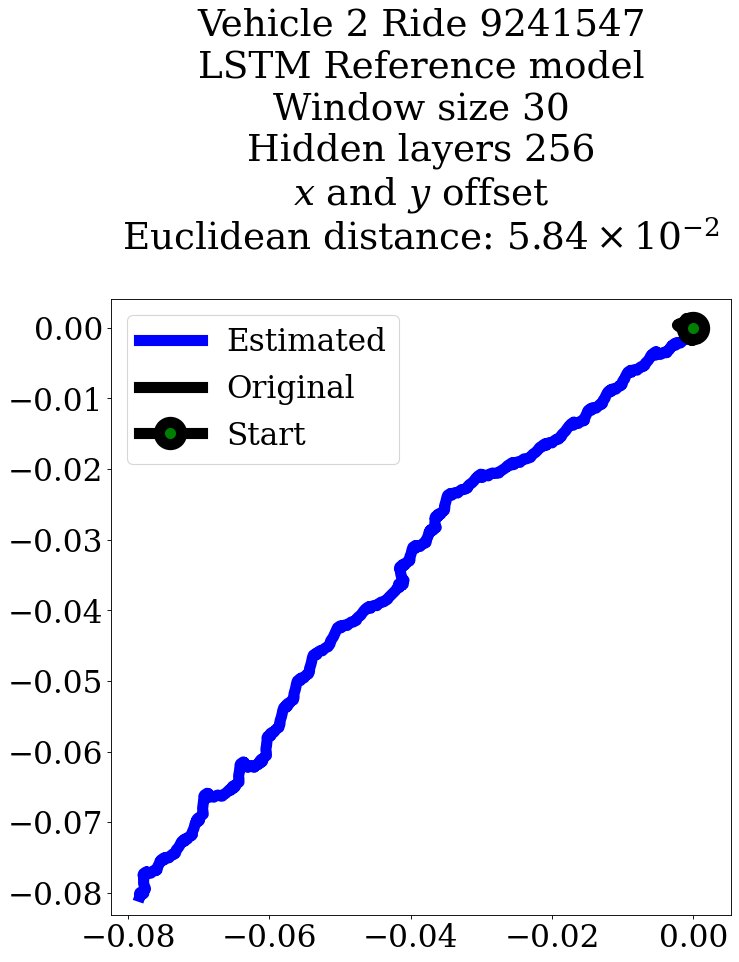 Vehicle 2 Ride 9241547
LSTM Reference model
Window size 30
Hidden layers 256
x and y offset
Euclidean distance: 5.84 × 10⁻²
Estimated
Original
Start
0.00
−0.01
−0.02
−0.03
−0.04
−0.05
−0.06
−0.07
−0.08
−0.08 −0.06 −0.04 −0.02 0.00